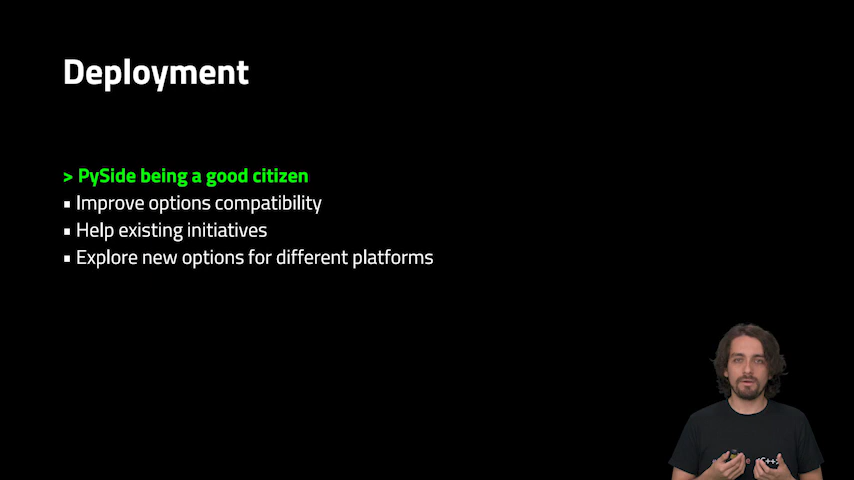 Deployment
> PySide being a good citizen
▪ Improve options compatibility
▪ Help existing initiatives
▪ Explore new options for different platforms
C++